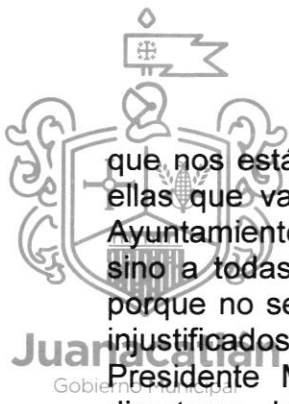 que nos está
ellas que va
Ayuntamiento
sino a todas
porque no se
injustificados
Juanacatlán
Presidente M
Gobierno Municipal